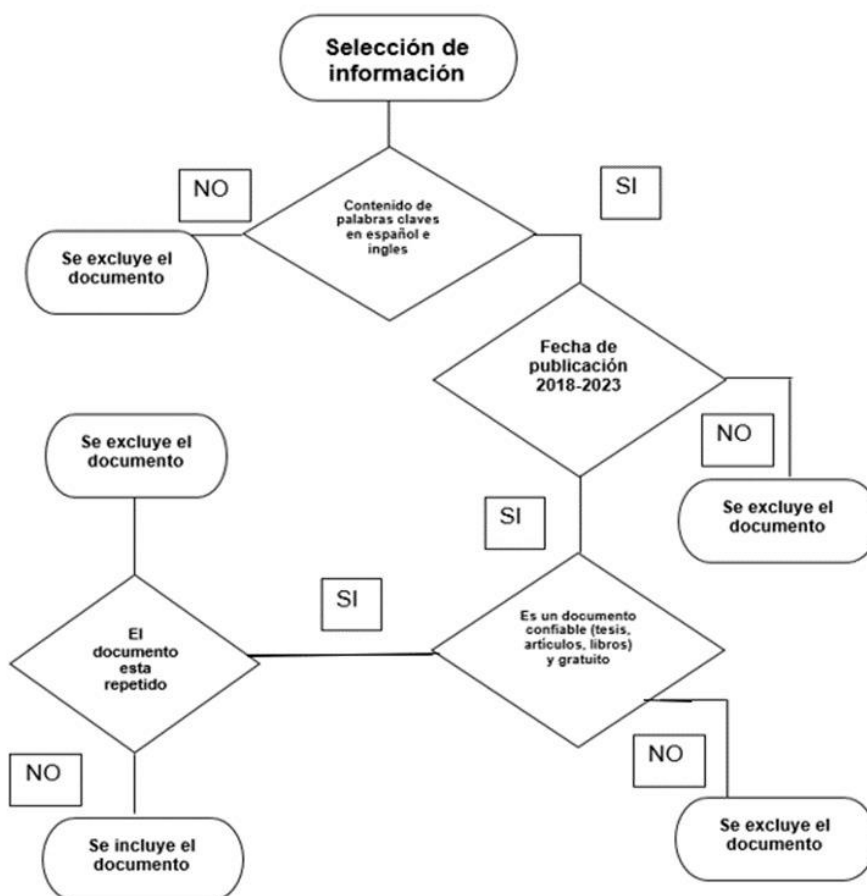 Selección de
información
NO
SI
Contenido de
palabras claves
en español e
ingles
Se excluye el
documento
Fecha de
publicación
2018-2023
NO
Se excluye el
documento
SI
Se excluye el
documento
Es un documento
confiable (tesis,
artículos, libros)
y gratuito
SI
El
documento
esta
repetido
NO
NO
Se incluye el
documento
Se excluye el
documento